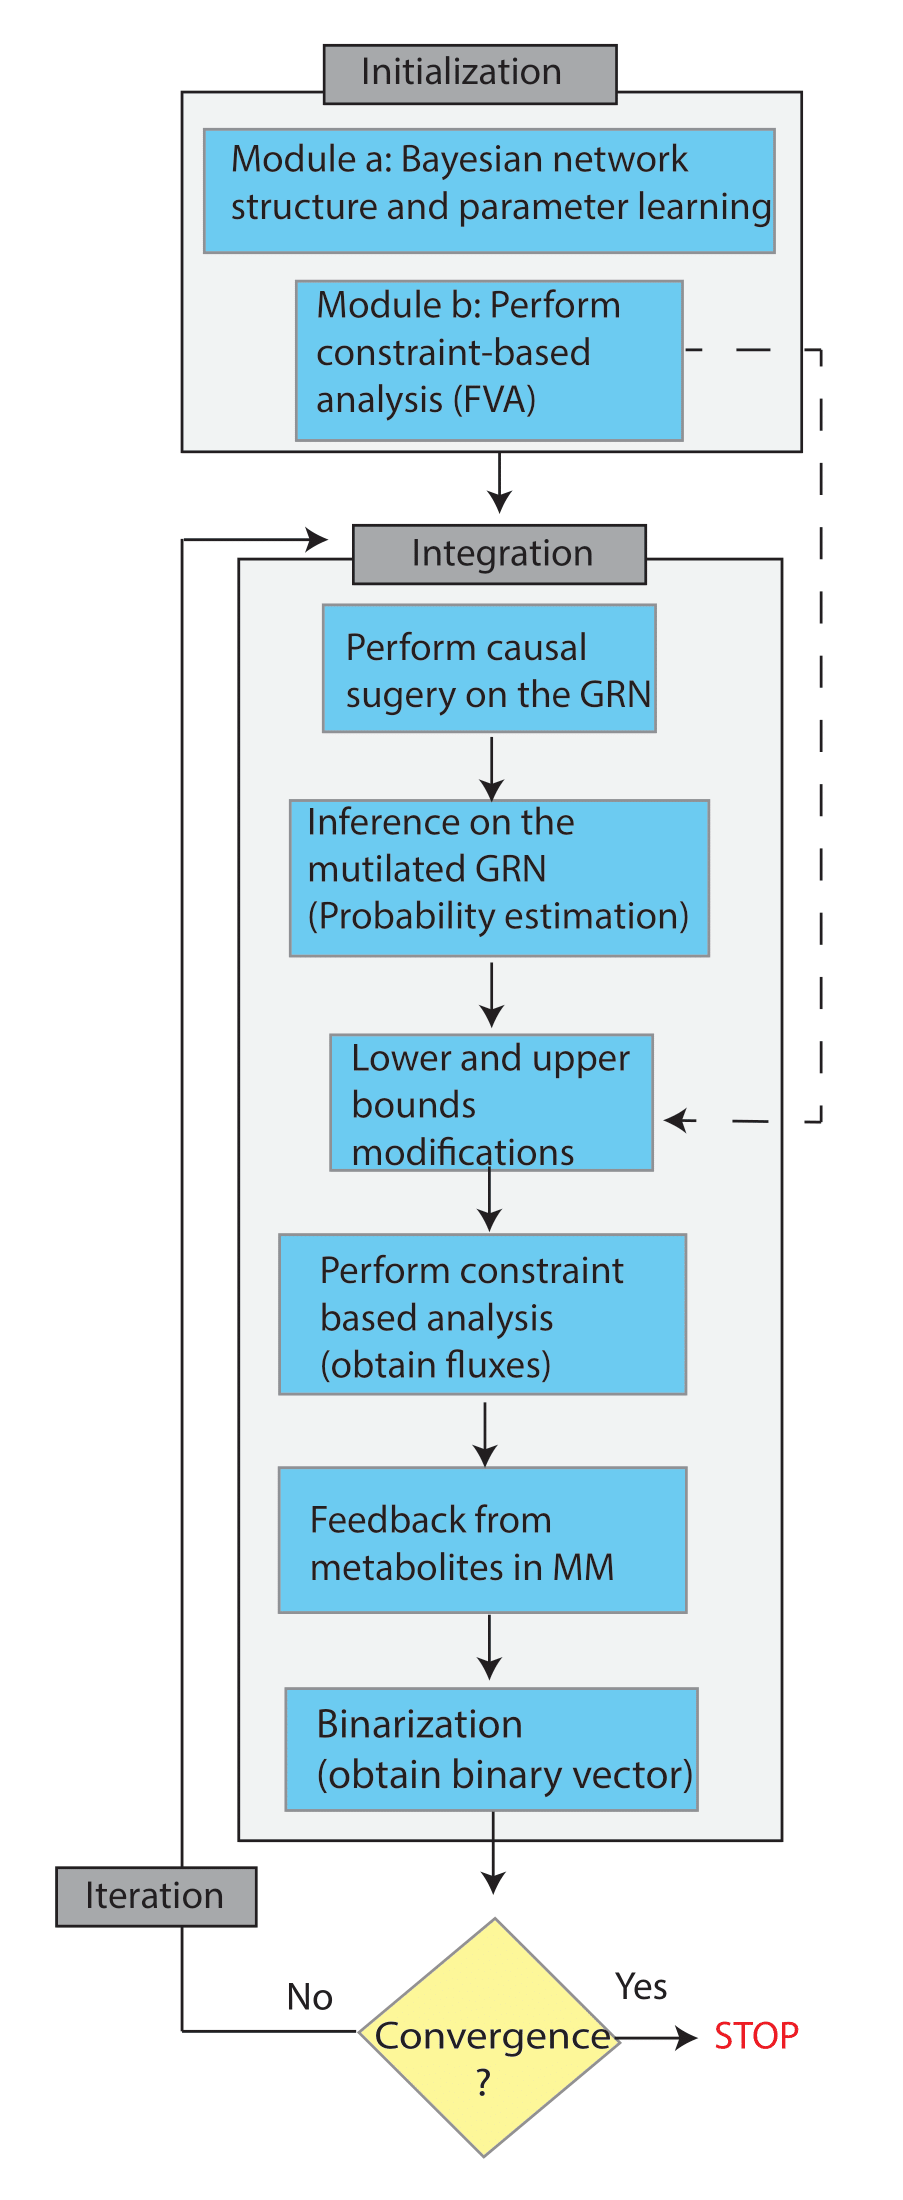 Initialization
Module a: Bayesian network
structure and parameter learning
Module b: Perform
constraint-based
analysis (FVA)
Integration
Perform causal
sugery on the GRN
Inference on the
mutilated GRN
(Probability estimation)
Lower and upper
bounds
modifications
Perform constraint
based analysis
(obtain fluxes)
Feedback from
metabolites in MM
Binarization
(obtain binary vector)
Iteration
No
Yes
Convergence
?
STOP